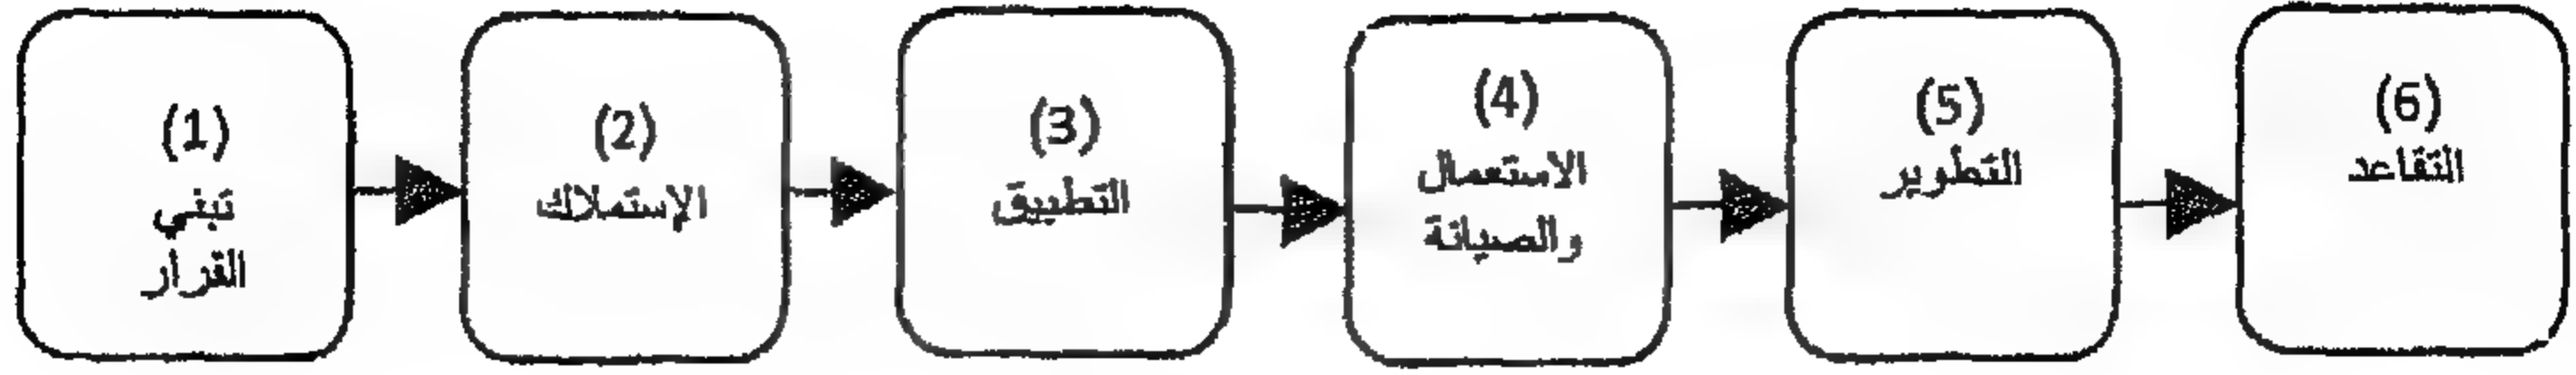 (1)
تبني
القرار
(2)
الإستملاك
(3)
التطبيق
(4)
الاستعمال
والصيانة
(5)
التطوير
(6)
التقاعد